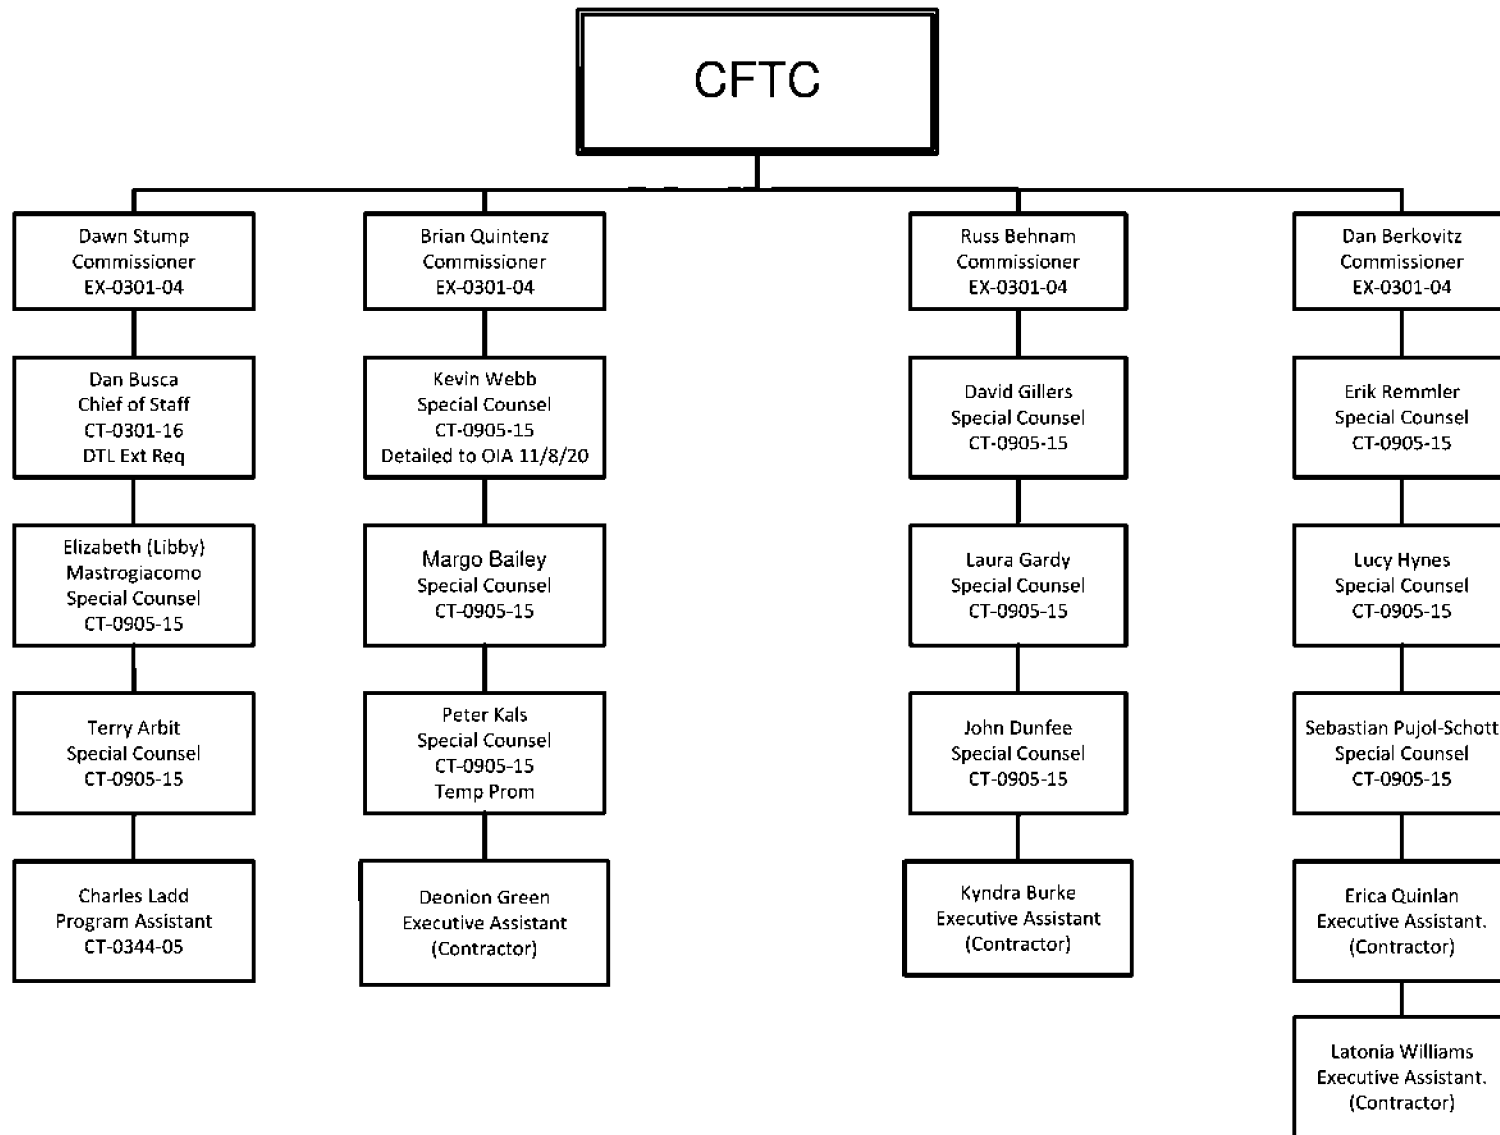 CFTC
Dawn Stump
Commissioner
EX-0301-04
Brian Quintenz
Commissioner
EX-0301-04
Russ Behnam
Commissioner
EX-0301-04
Dan Berkovitz
Commissioner
EX-0301-04
Dan Busca
Chief of Staff
CT-0301-16
DTL Ext Req
Kevin Webb
Special Counsel
CT-0905-15
Detailed to OIA 11/8/20
David Gillers
Special Counsel
CT-0905-15
Erik Remmler
Special Counsel
CT-0905-15
Elizabeth (Libby)
Mastrogiacomo
Special Counsel
CT-0905-15
Margo Bailey
Special Counsel
CT-0905-15
Laura Gardy
Special Counsel
CT-0905-15
Lucy Hynes
Special Counsel
CT-0905-15
Terry Arbit
Special Counsel
CT-0905-15
Peter Kals
Special Counsel
CT-0905-15
Temp Prom
John Dunfee
Special Counsel
CT-0905-15
Sebastian Pujol-Schott
Special Counsel
CT-0905-15
Charles Ladd
Program Assistant
CT-0344-05
Deonion Green
Executive Assistant
(Contractor)
Kyndra Burke
Executive Assistant
(Contractor)
Erica Quinlan
Executive Assistant.
(Contractor)
Latonia Williams
Executive Assistant.
(Contractor)